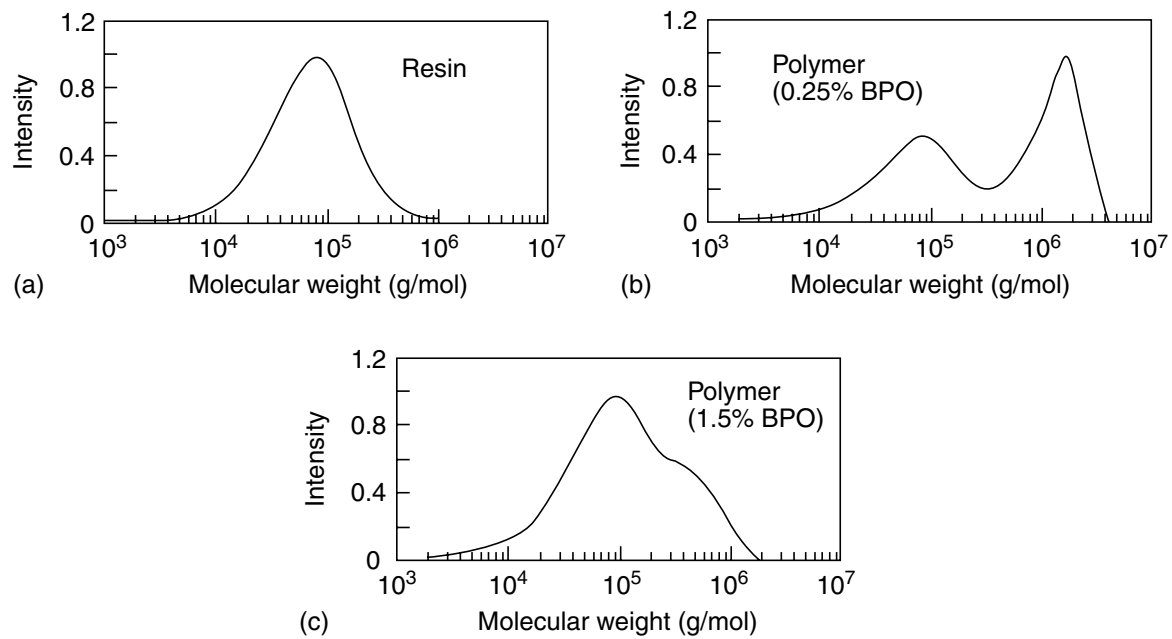 1.2
0.8
0.4
0
Intensity
Resin
10³ 10⁴ 10⁵ 10⁶ 10⁷
(a) Molecular weight (g/mol)
1.2
0.8
0.4
0
Intensity
Polymer
(0.25% BPO)
10³ 10⁴ 10⁵ 10⁶ 10⁷
(b) Molecular weight (g/mol)
1.2
0.8
0.4
0
Intensity
Polymer
(1.5% BPO)
10³ 10⁴ 10⁵ 10⁶ 10⁷
(c) Molecular weight (g/mol)